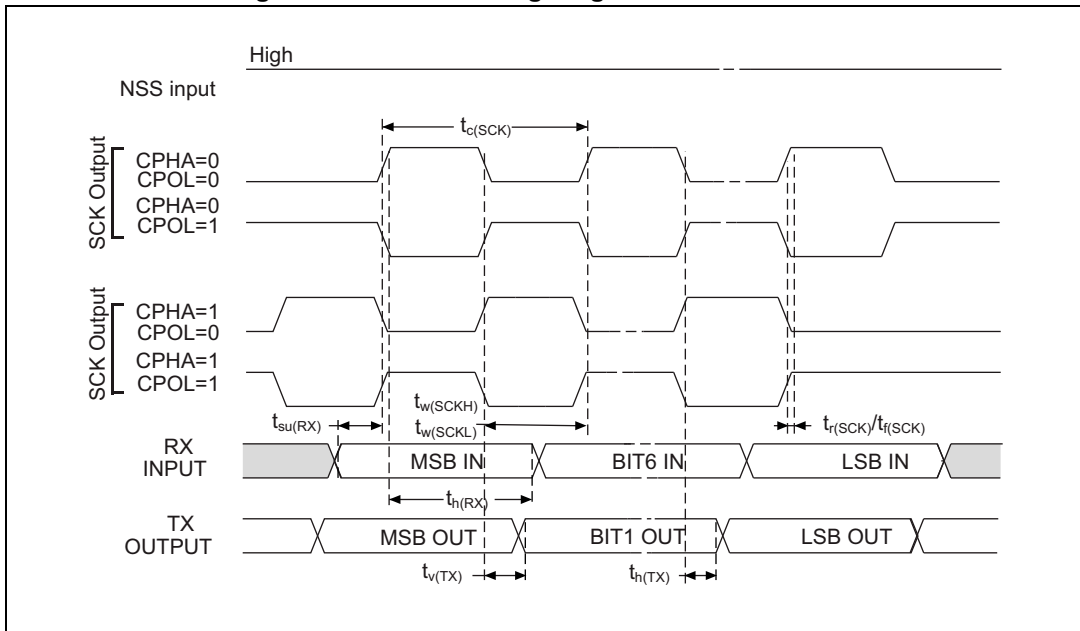 High
NSS input
tc(SCK)
SCK Output
CPHA=0
CPOL=0
CPHA=0
CPOL=1
SCK Output
CPHA=1
CPOL=0
CPHA=1
CPOL=1
tw(SCKH)
tw(SCKL)
tsu(RX)
tr(SCK)/tf(SCK)
RX
INPUT
MSB IN
BIT6 IN
LSB IN
th(RX)
TX
OUTPUT
MSB OUT
BIT1 OUT
LSB OUT
tv(TX)
th(TX)